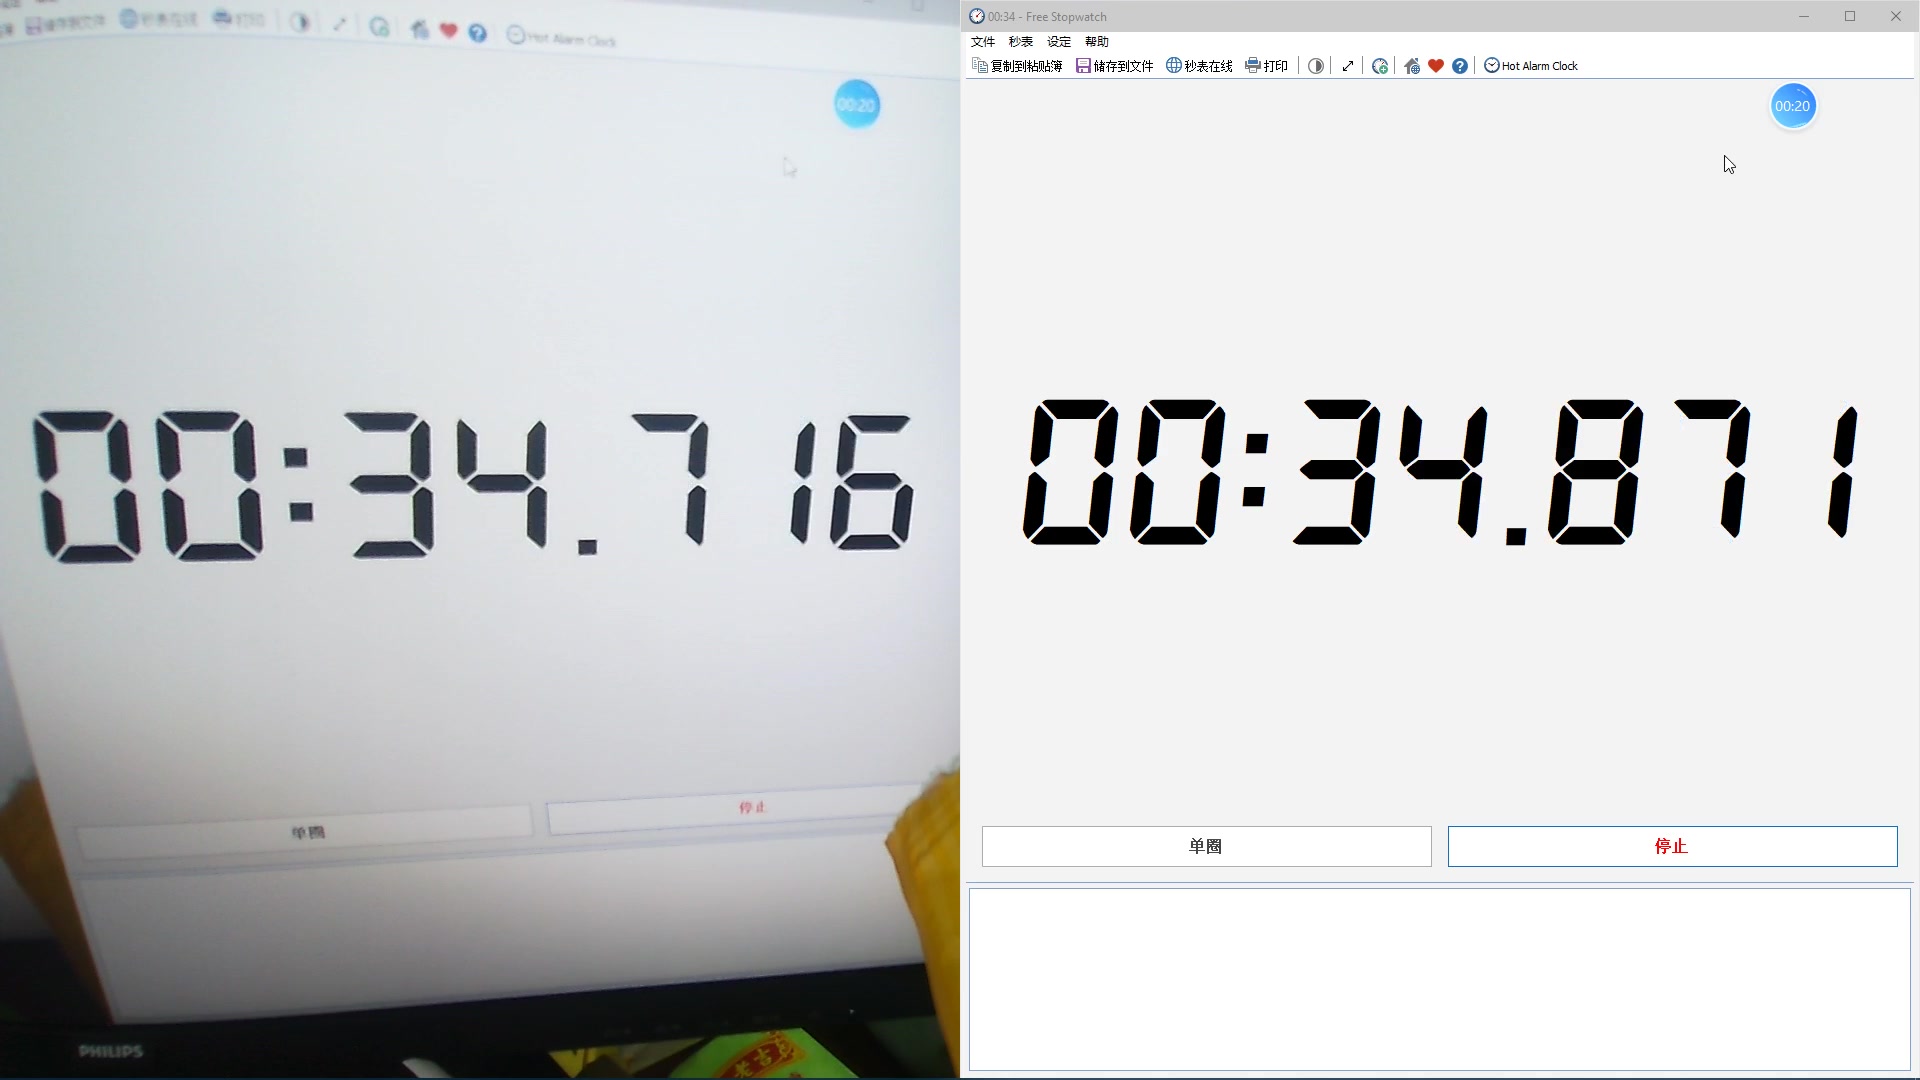 储存到文件 秒表在线 打印 Hot Alarm Clock
00:20
00:34.716
单圈 停止
PHILIPS
00:34 - Free Stopwatch
文件 秒表 设定 帮助
复制到粘贴簿 储存到文件 秒表在线 打印 Hot Alarm Clock
00:20
00:34.871
单圈 停止